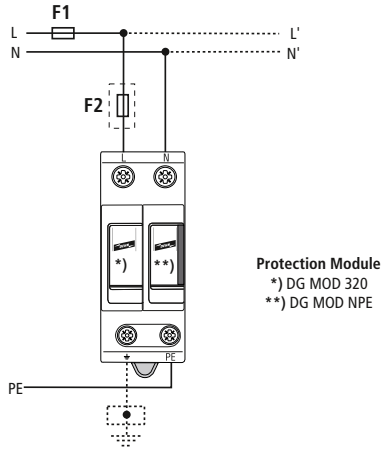 F1
L L'
N N'
F2
L N
*) **)
Protection Module
*) DG MOD 320
**) DG MOD NPE
PE
PE